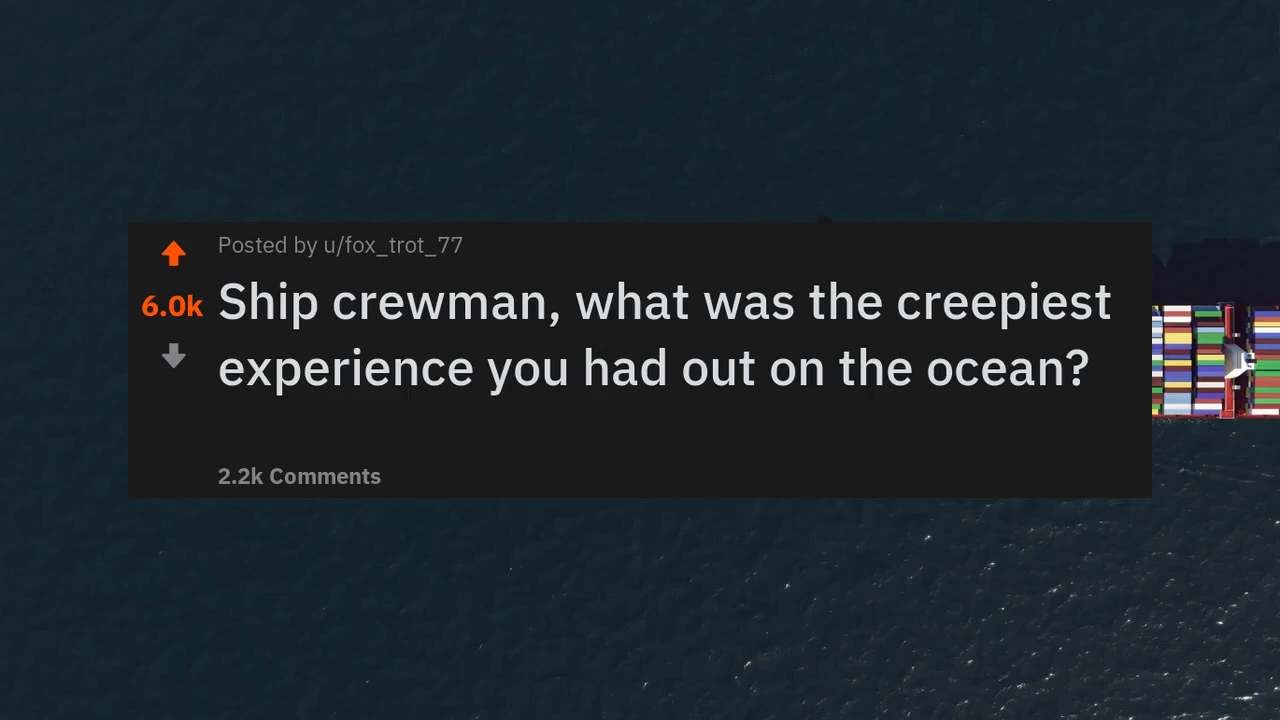 Posted by u/fox_trot_77
6.0k
Ship crewman, what was the creepiest
experience you had out on the ocean?
2.2k Comments